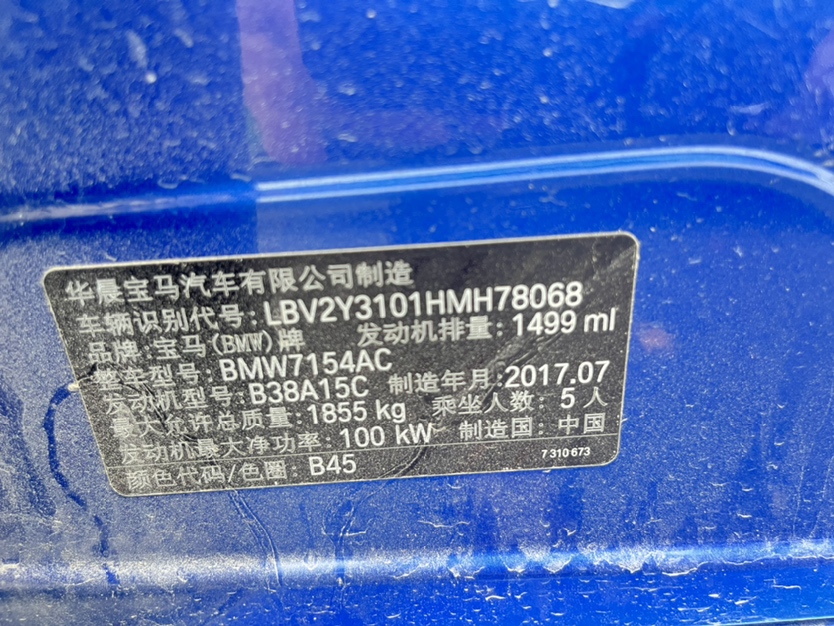 华晨宝马汽车有限公司制造
车辆识别代号: LBV2Y3101HMH78068
品牌: 宝马(BMW)牌 发动机排量: 1499 ml
整车型号 BMW7154AC
发动机型号: B38A15C 制造年月: 2017.07
最大允许总质量: 1855 kg 乘坐人数: 5 人
发动机最大净功率: 100 kW 制造国: 中国
颜色代码/色圈: B45 7 310 673